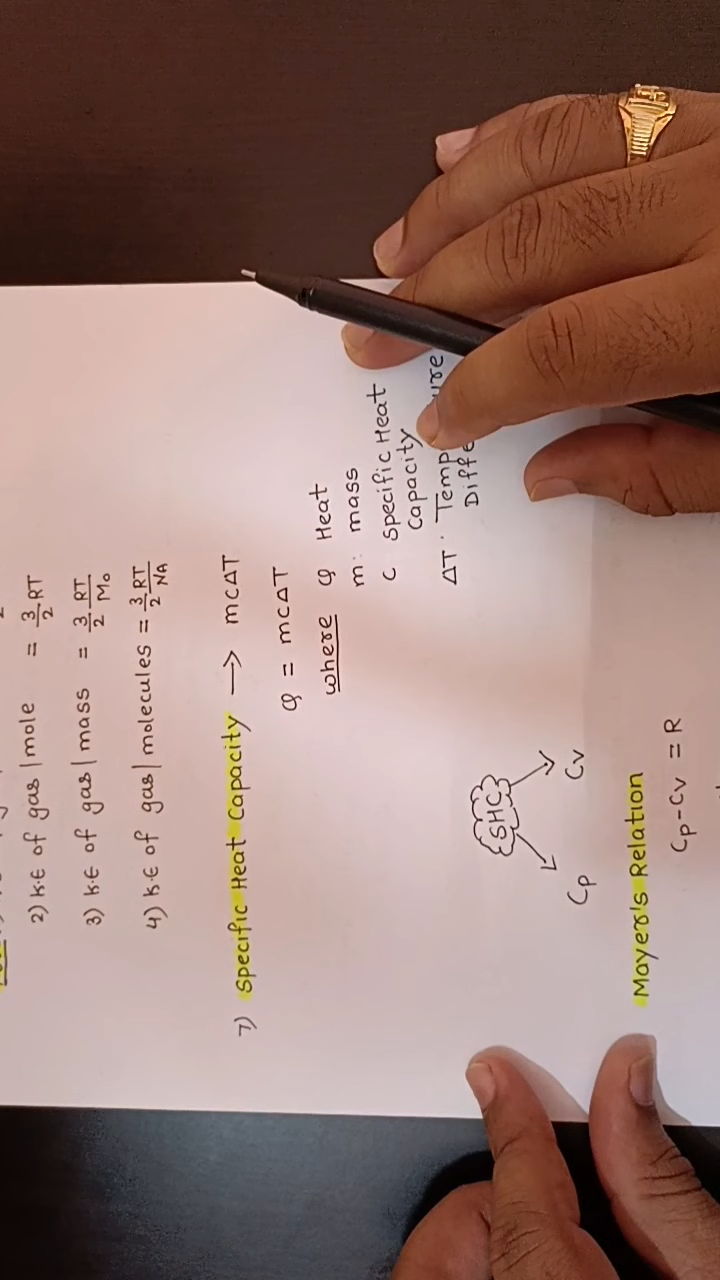 2) K.E of gas | mole = 3/2 RT
3) K.E of gas | mass = 3/2 RT/M₀
4) K.E of gas | molecules = 3/2 RT/NA
7) Specific Heat Capacity → mcΔT
Q = mcΔT
where Q Heat
m: mass
c Specific Heat
Capacity
ΔT.
SHC
Cp Cv
Mayer's Relation
Cp-Cv = R